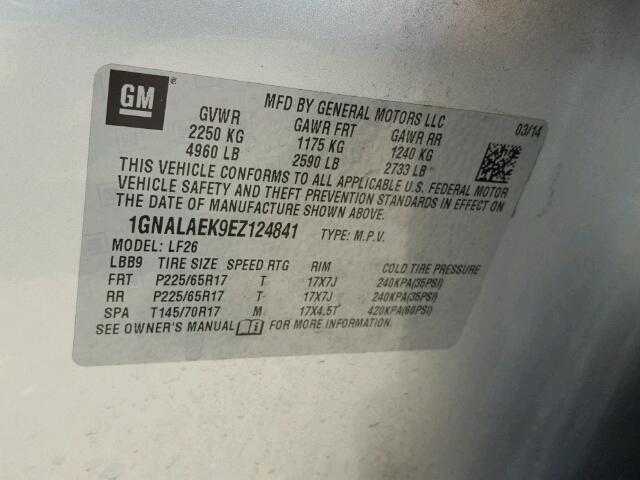 GM ®
MFD BY GENERAL MOTORS LLC
03/14
GVWR GAWR FRT GAWR RR
2250 KG 1175 KG 1240 KG
4960 LB 2590 LB 2733 LB
THIS VEHICLE CONFORMS TO ALL APPLICABLE U.S. FEDERAL MOTOR
VEHICLE SAFETY AND THEFT PREVENTION STANDARDS IN EFFECT ON
THE DATE OF MANUFACTURE SHOWN ABOVE.
1GNALAEK9EZ124841 TYPE: M.P.V.
MODEL: LF26
LBB9 TIRE SIZE SPEED RTG RIM COLD TIRE PRESSURE
FRT P225/65R17 T 17X7J 240KPA(35PSI)
RR P225/65R17 T 17X7J 240KPA(35PSI)
SPA T145/70R17 M 17X4.5T 420KPA(60PSI)
SEE OWNER'S MANUAL FOR MORE INFORMATION.